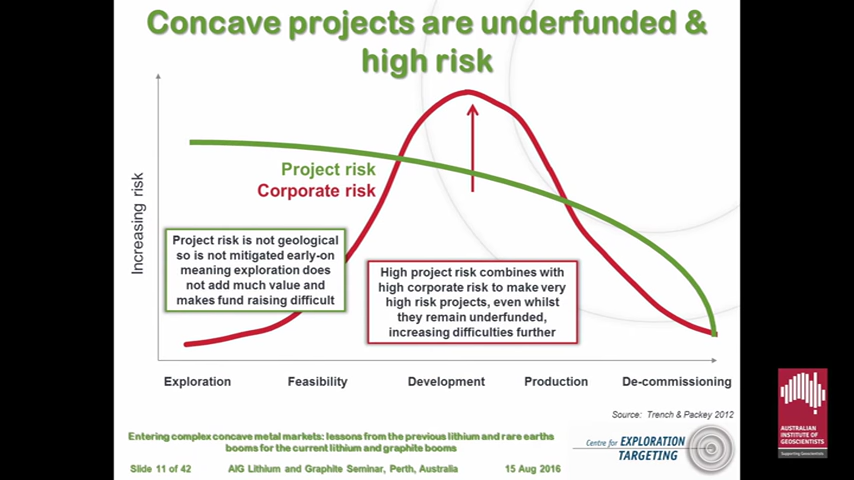 Concave projects are underfunded &
high risk
Increasing risk
Project risk
Corporate risk
Project risk is not geological
so is not mitigated early-on
meaning exploration does
not add much value and
makes fund raising difficult
High project risk combines with
high corporate risk to make very
high risk projects, even whilst
they remain underfunded,
increasing difficulties further
Exploration
Feasibility
Development
Production
De-commissioning
Source: Trench & Packey 2012
Entering complex concave metal markets: lessons from the previous lithium and rare earths
booms for the current lithium and graphite booms
Slide 11 of 42
AIG Lithium and Graphite Seminar, Perth, Australia
15 Aug 2016
Centre for EXPLORATION
TARGETING
AUSTRALIAN
INSTITUTE OF
GEOSCIENTISTS
Supporting Geoscientists